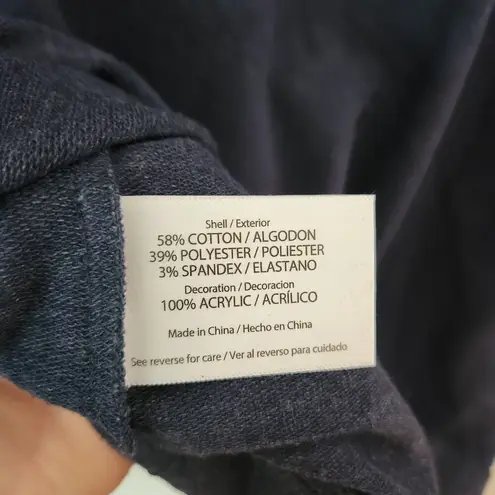 Shell / Exterior
58% COTTON / ALGODON
39% POLYESTER / POLIESTER
3% SPANDEX / ELASTANO
Decoration / Decoracion
100% ACRYLIC / ACRÍLICO
Made in China / Hecho en China
See reverse for care / Ver al reverso para cuidado